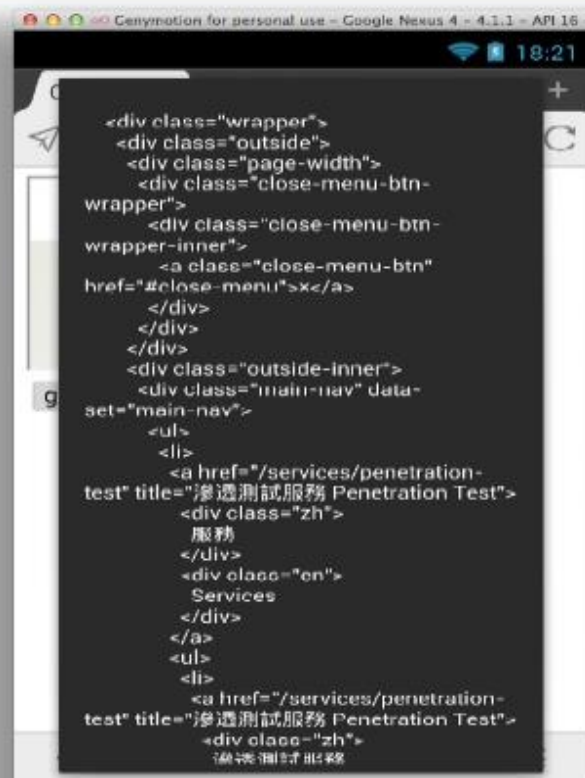 Genymotion for personal use - Google Nexus 4 - 4.1.1 - API 16
18:21
+
<div class="wrapper">
<div class="outside">
<div class="page-width">
<div class="close-menu-btn-
wrapper">
<div class="close-menu-btn-
wrapper-inner">
<a class="close-menu-btn"
href="#close-menu">×</a>
</div>
</div>
</div>
<div class="outside-inner">
<div class="main-nav" data-
set="main-nav">
<ul>
<li>
<a href="/services/penetration-
test" title="滲透測試服務 Penetration Test">
<div class="zh">
服務
</div>
<div class="en">
Services
</div>
</a>
<ul>
<li>
<a href="/services/penetration-
test" title="滲透測試服務 Penetration Test">
<div class="zh">
滲透測試服務
g